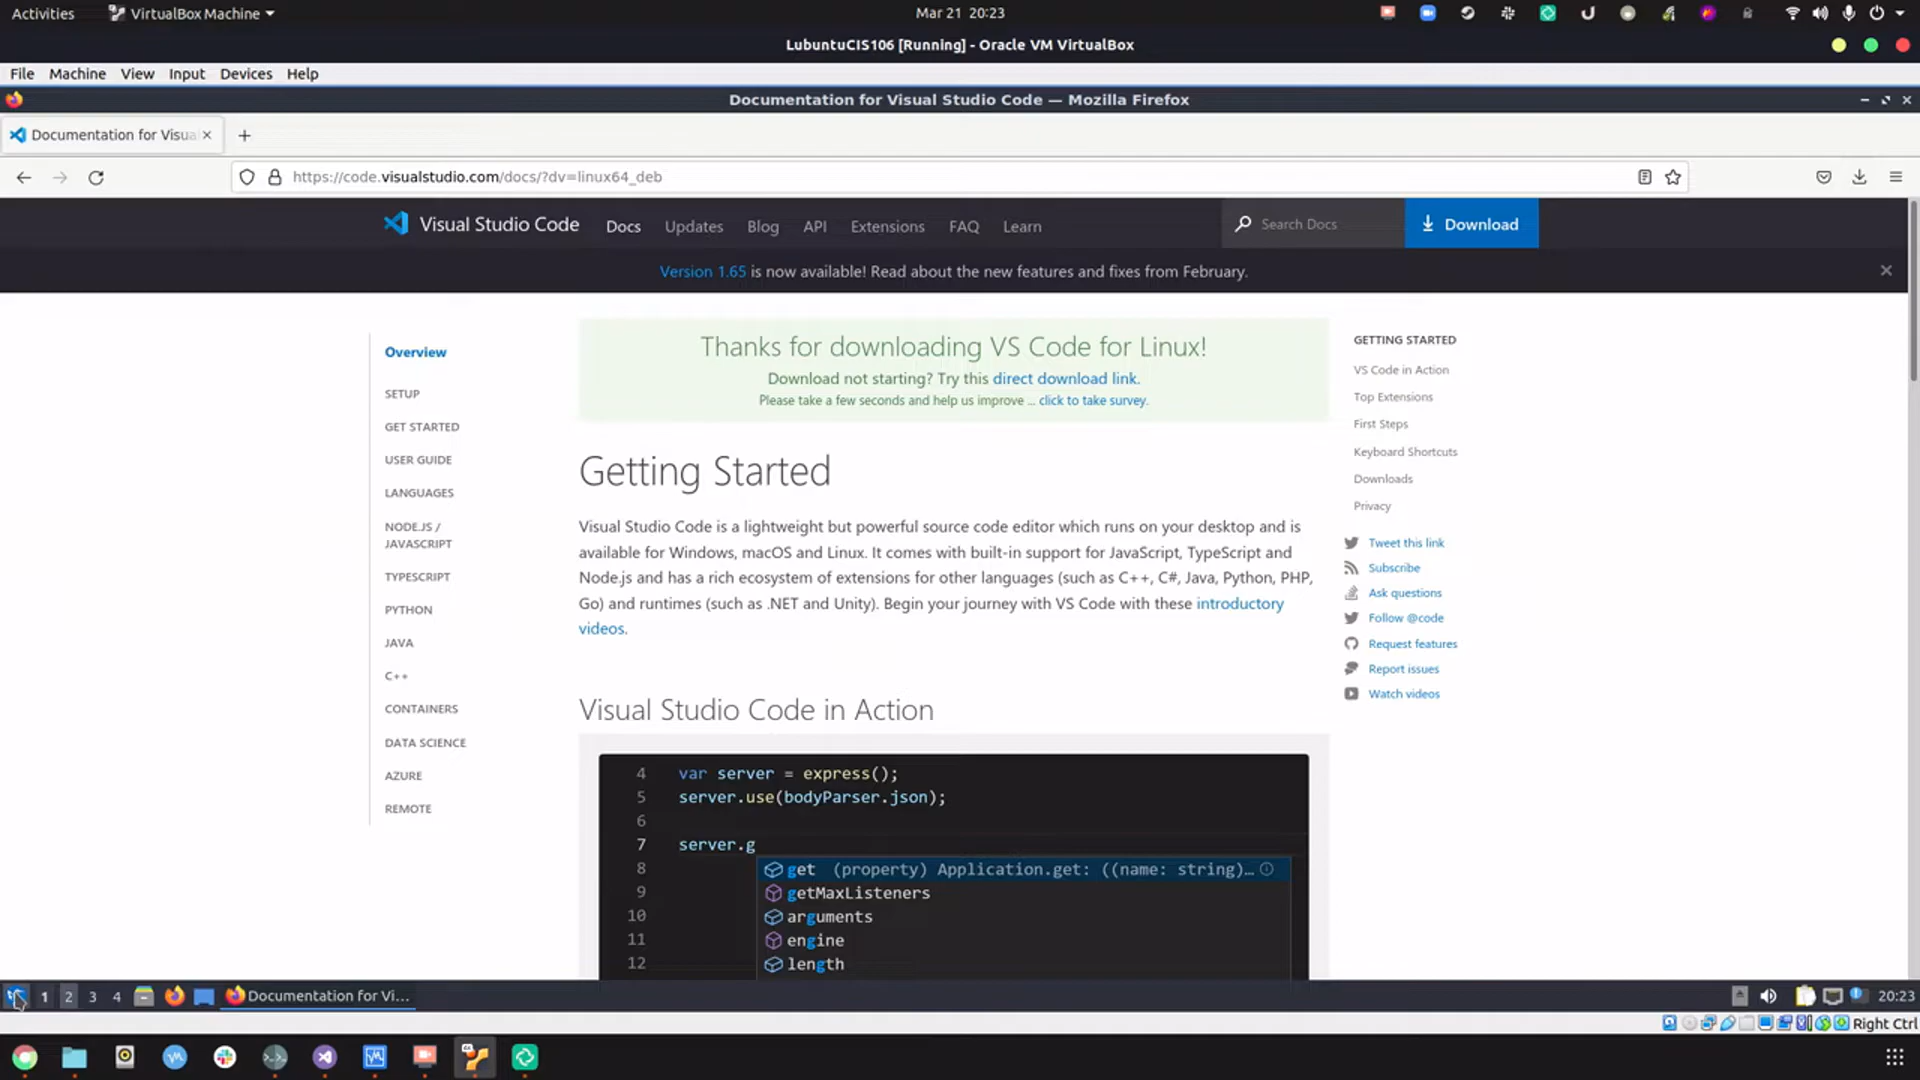 Activities VirtualBox Machine Mar 21 20:23
LubuntuCIS106 [Running] - Oracle VM VirtualBox
File Machine View Input Devices Help
Documentation for Visual Studio Code — Mozilla Firefox
Documentation for Visua
https://code.visualstudio.com/docs/?dv=linux64_deb
Visual Studio Code Docs Updates Blog API Extensions FAQ Learn Search Docs Download
Version 1.65 is now available! Read about the new features and fixes from February.
Overview
SETUP
GET STARTED
USER GUIDE
LANGUAGES
NODE.JS /
JAVASCRIPT
TYPESCRIPT
PYTHON
JAVA
C++
CONTAINERS
DATA SCIENCE
AZURE
REMOTE
Thanks for downloading VS Code for Linux!
Download not starting? Try this direct download link.
Please take a few seconds and help us improve ... click to take survey.
Getting Started
Visual Studio Code is a lightweight but powerful source code editor which runs on your desktop and is
available for Windows, macOS and Linux. It comes with built-in support for JavaScript, TypeScript and
Node.js and has a rich ecosystem of extensions for other languages (such as C++, C#, Java, Python, PHP,
Go) and runtimes (such as .NET and Unity). Begin your journey with VS Code with these introductory
videos.
Visual Studio Code in Action
4 var server = express();
5 server.use(bodyParser.json);
6
7 server.g
8 get (property) Application.get: ((name: string)...
9 getMaxListeners
10 arguments
11 engine
12 length
GETTING STARTED
VS Code in Action
Top Extensions
First Steps
Keyboard Shortcuts
Downloads
Privacy
Tweet this link
Subscribe
Ask questions
Follow @code
Request features
Report issues
Watch videos
1 2 3 4 Documentation for Vi... 20:23
Right Ctrl